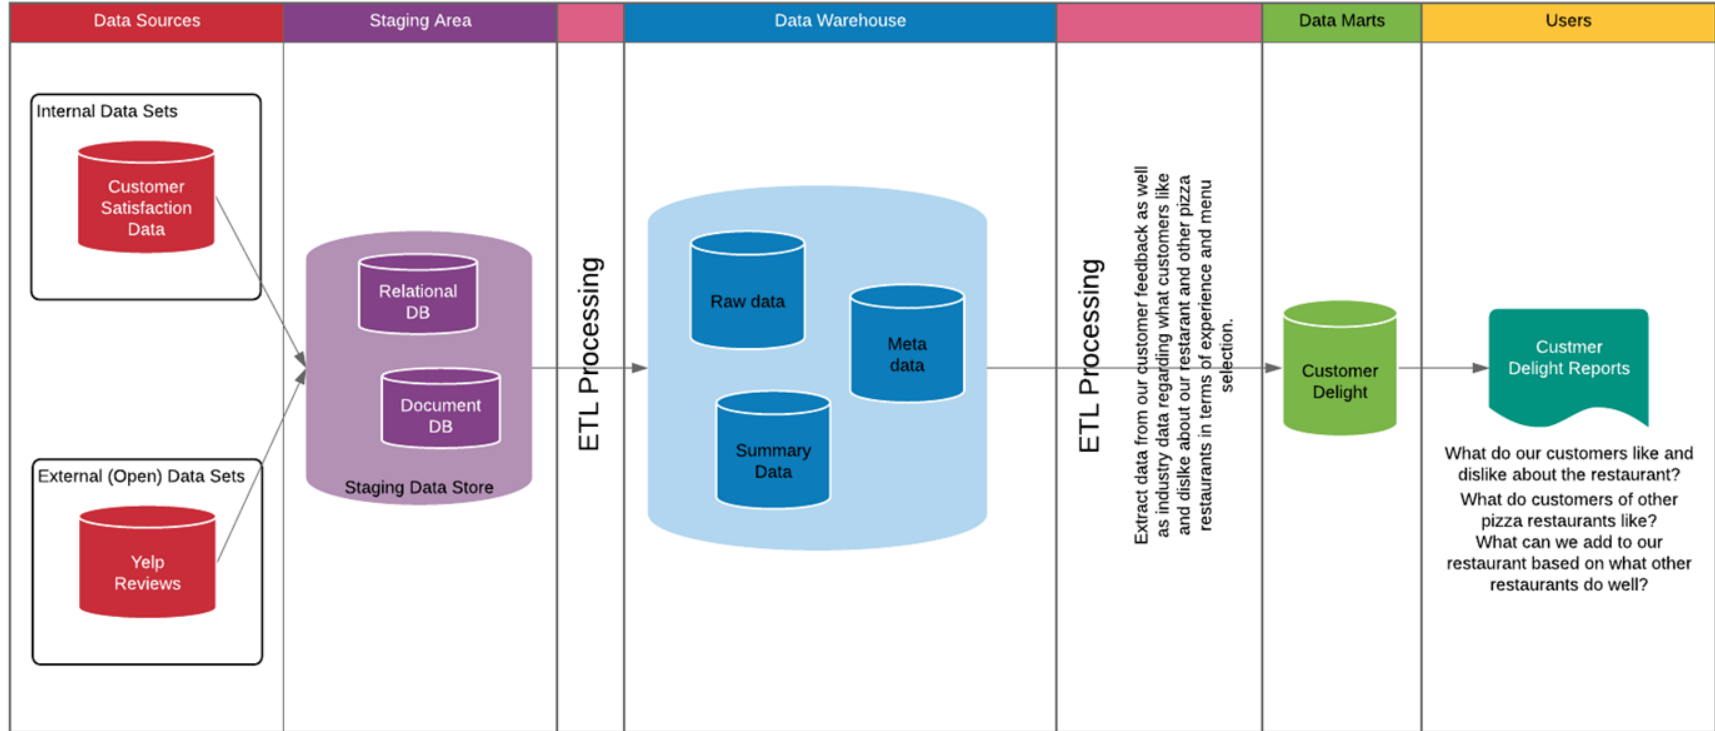 Data Sources
Staging Area
Data Warehouse
Data Marts
Users
Internal Data Sets
Customer
Satisfaction
Data
External (Open) Data Sets
Yelp
Reviews
Relational
DB
Document
DB
Staging Data Store
ETL Processing
Raw data
Meta
data
Summary
Data
ETL Processing
Extract data from our customer feedback as well
as industry data regarding what customers like
and dislike about our restarant and other pizza
restaurants in terms of experience and menu
selection.
Customer
Delight
Custmer
Delight Reports
What do our customers like and
dislike about the restaurant?
What do customers of other
pizza restaurants like?
What can we add to our
restaurant based on what other
restaurants do well?